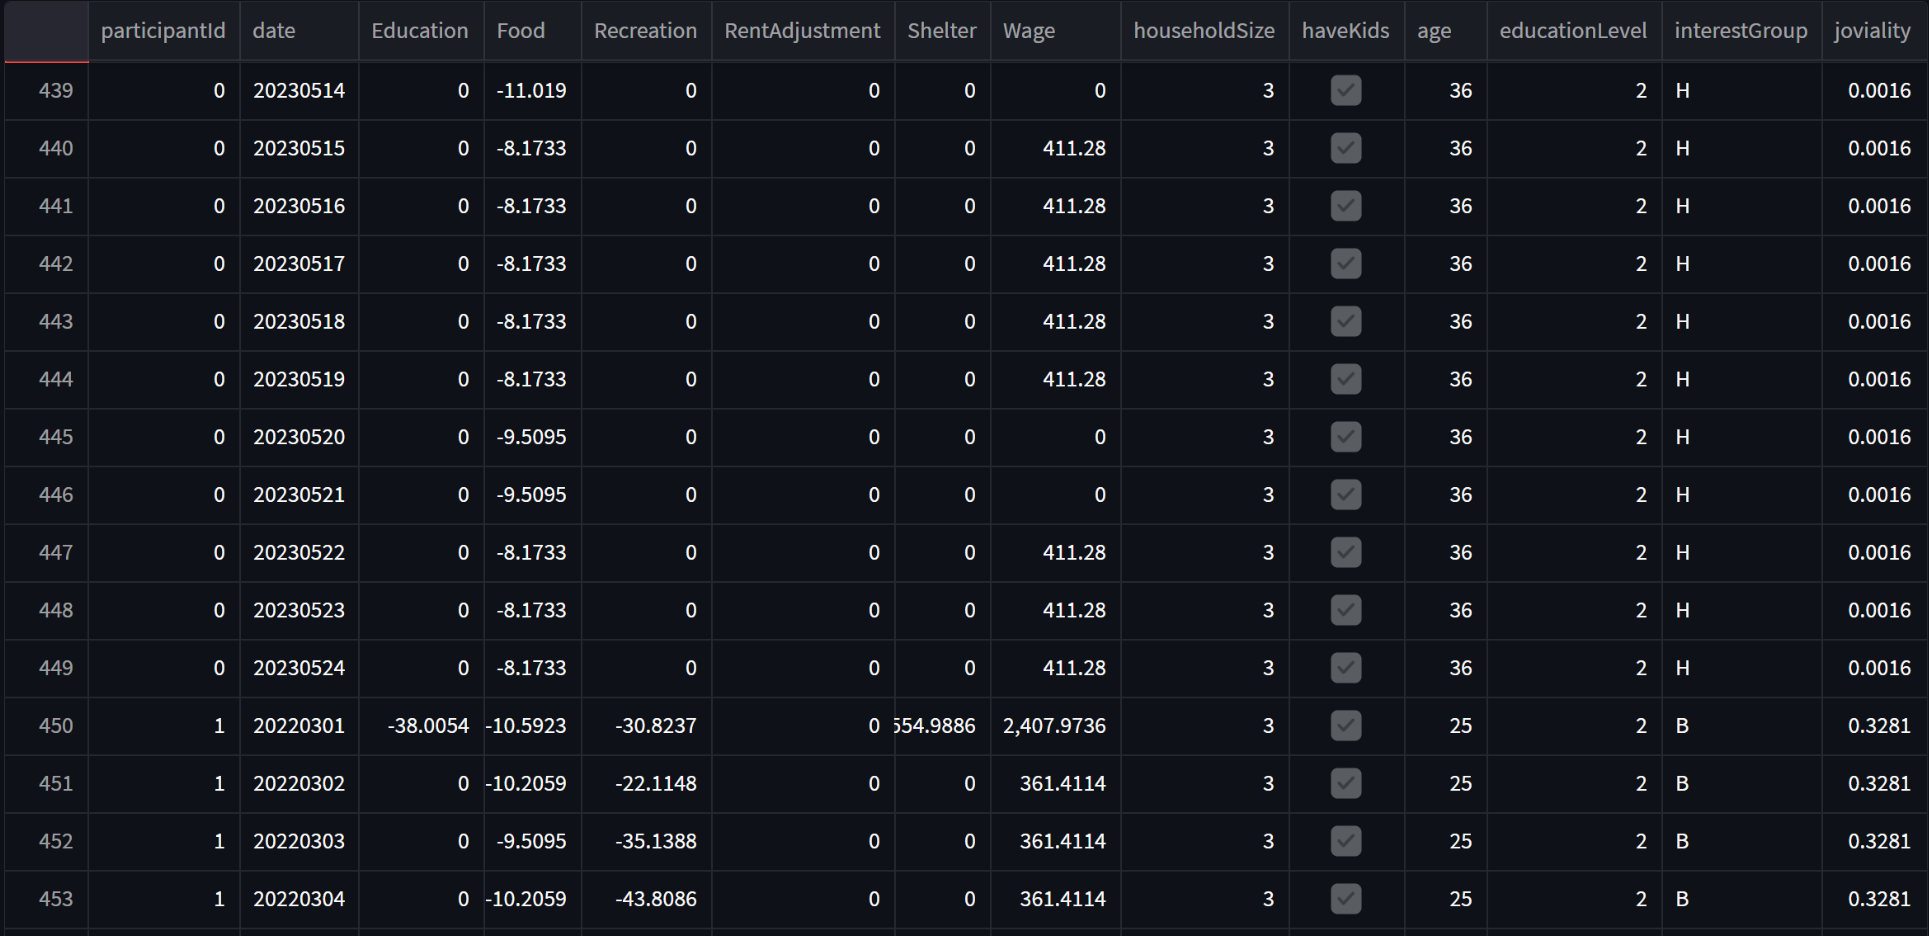 participantId date Education Food Recreation RentAdjustment Shelter Wage householdSize haveKids age educationLevel interestGroup joviality
439 0 20230514 0 -11.019 0 0 0 0 3 36 2 H 0.0016
440 0 20230515 0 -8.1733 0 0 0 411.28 3 36 2 H 0.0016
441 0 20230516 0 -8.1733 0 0 0 411.28 3 36 2 H 0.0016
442 0 20230517 0 -8.1733 0 0 0 411.28 3 36 2 H 0.0016
443 0 20230518 0 -8.1733 0 0 0 411.28 3 36 2 H 0.0016
444 0 20230519 0 -8.1733 0 0 0 411.28 3 36 2 H 0.0016
445 0 20230520 0 -9.5095 0 0 0 0 3 36 2 H 0.0016
446 0 20230521 0 -9.5095 0 0 0 0 3 36 2 H 0.0016
447 0 20230522 0 -8.1733 0 0 0 411.28 3 36 2 H 0.0016
448 0 20230523 0 -8.1733 0 0 0 411.28 3 36 2 H 0.0016
449 0 20230524 0 -8.1733 0 0 0 411.28 3 36 2 H 0.0016
450 1 20220301 -38.0054 -10.5923 -30.8237 0 554.9886 2,407.9736 3 25 2 B 0.3281
451 1 20220302 0 -10.2059 -22.1148 0 0 361.4114 3 25 2 B 0.3281
452 1 20220303 0 -9.5095 -35.1388 0 0 361.4114 3 25 2 B 0.3281
453 1 20220304 0 -10.2059 -43.8086 0 0 361.4114 3 25 2 B 0.3281